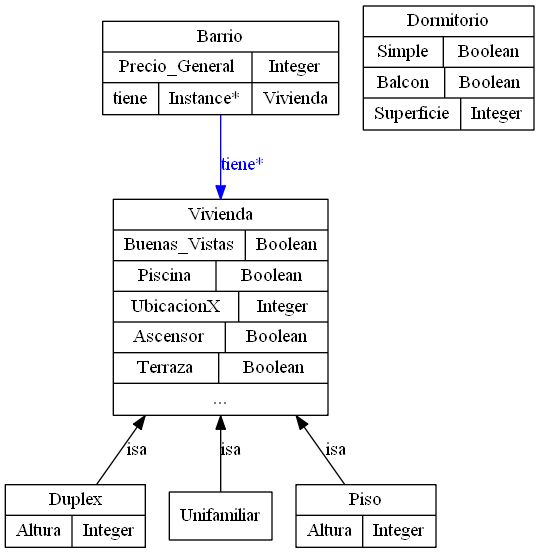 Barrio
Precio_General Integer
tiene Instance* Vivienda
Dormitorio
Simple Boolean
Balcon Boolean
Superficie Integer
tiene*
Vivienda
Buenas_Vistas Boolean
Piscina Boolean
UbicacionX Integer
Ascensor Boolean
Terraza Boolean
...
isa isa isa
Duplex
Altura Integer
Unifamiliar
Piso
Altura Integer